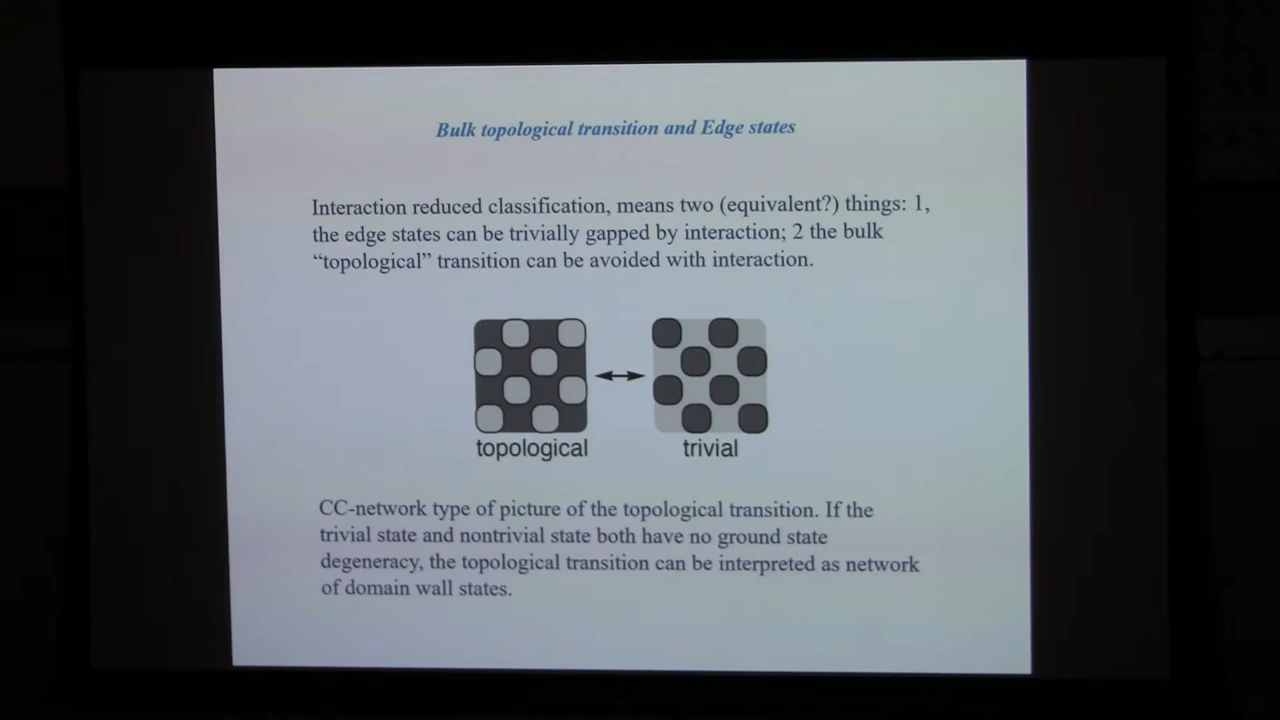 Bulk topological transition and Edge states
Interaction reduced classification, means two (equivalent?) things: 1,
the edge states can be trivially gapped by interaction; 2 the bulk
“topological” transition can be avoided with interaction.
topological
trivial
CC-network type of picture of the topological transition. If the
trivial state and nontrivial state both have no ground state
degeneracy, the topological transition can be interpreted as network
of domain wall states.